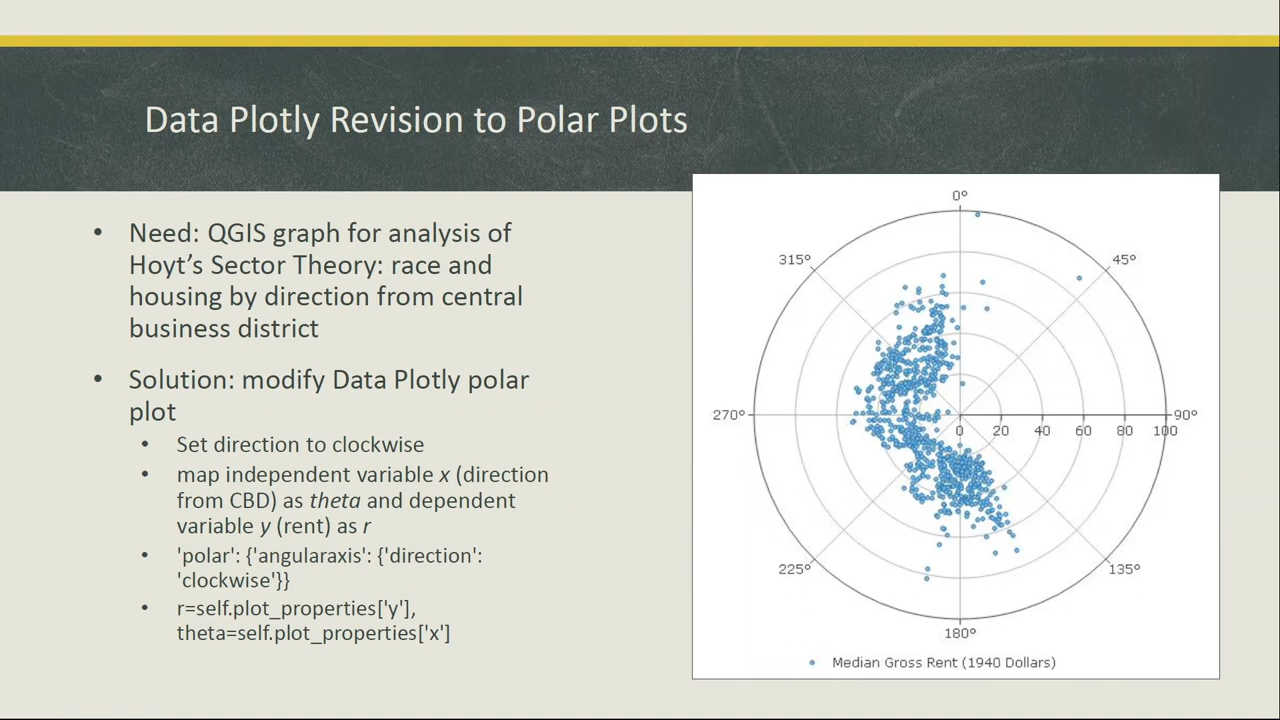 Data Plotly Revision to Polar Plots
• Need: QGIS graph for analysis of
Hoyt’s Sector Theory: race and
housing by direction from central
business district
• Solution: modify Data Plotly polar
plot
• Set direction to clockwise
• map independent variable x (direction
from CBD) as theta and dependent
variable y (rent) as r
• 'polar': {'angularaxis': {'direction':
'clockwise'}}
• r=self.plot_properties['y'],
theta=self.plot_properties['x']
0°
315°
45°
270°
90°
0 20 40 60 80 100
225°
135°
180°
Median Gross Rent (1940 Dollars)